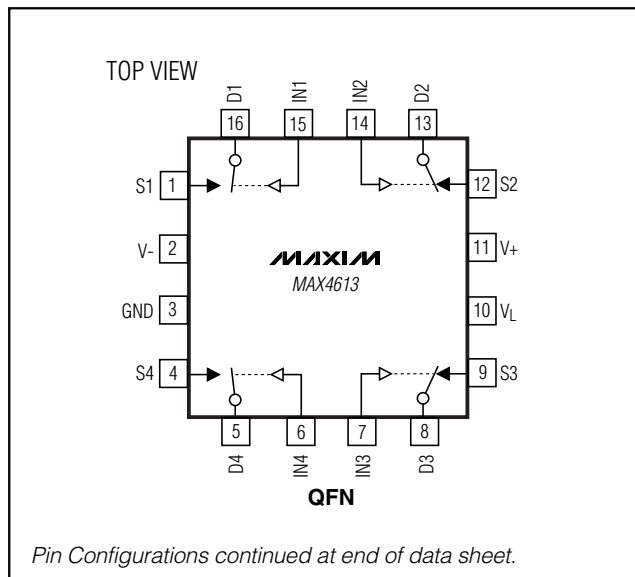 TOP VIEW
D1 IN1 IN2 D2
16 15 14 13
S1 1 12 S2
V- 2 11 V+
MAXIM
MAX4613
GND 3 10 VL
S4 4 9 S3
5 6 7 8
D4 IN4 IN3 D3
QFN
Pin Configurations continued at end of data sheet.